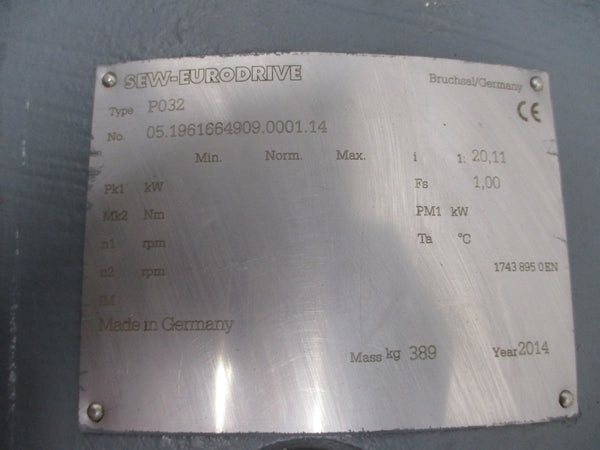 SEW-EURODRIVE Bruchsal/Germany
Type P032 CE
No. 05.1961664909.0001.14
Min. Norm. Max. i 1: 20,11
Pk1 kW Fs 1,00
Mk2 Nm PM1 kW
n1 rpm Ta °C
n2 rpm 1743 895 0 EN
IM
Made in Germany
Mass kg 389 Year 2014